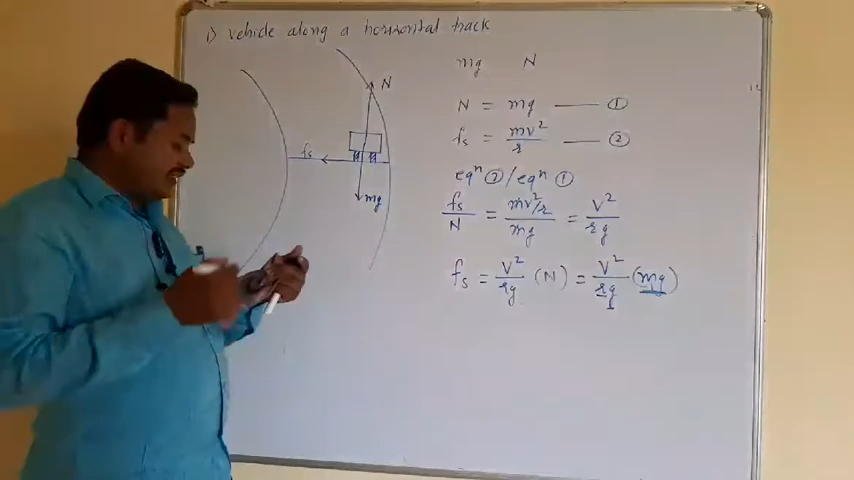 1) vehicle along a horizontal track
mg N
N = mg —— ①
fs = mv²/r —— ②
eqⁿ ②/eqⁿ ①
fs/N = (mv²/r)/mg = v²/rg
fs = v²/rg (N) = v²/rg (mg)
N
fs
mg